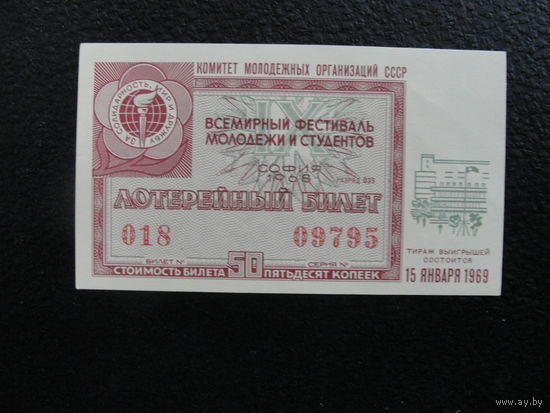 КОМИТЕТ МОЛОДЕЖНЫХ ОРГАНИЗАЦИЙ СССР
ЗА СОЛИДАРНОСТЬ, МИР И ДРУЖБУ
IX
ВСЕМИРНЫЙ ФЕСТИВАЛЬ
МОЛОДЕЖИ И СТУДЕНТОВ
СОФИЯ
1968
РАЗРЯД 033
ЛОТЕРЕЙНЫЙ БИЛЕТ
018 09795
БИЛЕТ № СЕРИЯ №
СТОИМОСТЬ БИЛЕТА 50 ПЯТЬДЕСЯТ КОПЕЕК
ТИРАЖ ВЫИГРЫШЕЙ
СОСТОИТСЯ
15 ЯНВАРЯ 1969
www.ay.by